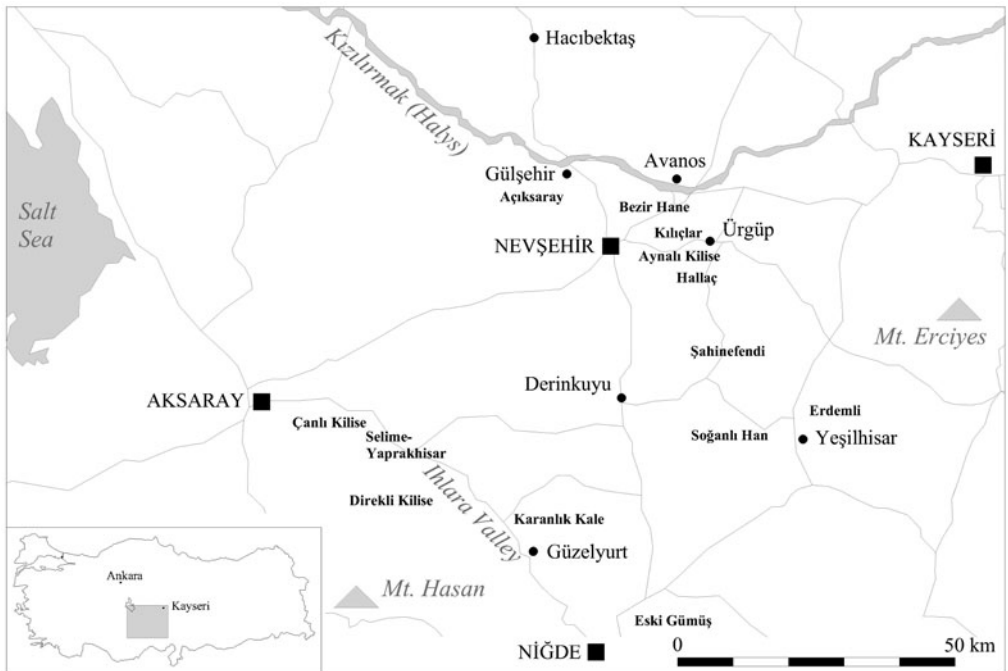 Hacıbektaş
Kızılırmak (Halys)
KAYSERİ
Gülşehir
Avanos
Açıksaray
Bezir Hane
Salt
Sea
Kılıçlar
Ürgüp
NEVŞEHİR
Aynalı Kilise
Hallaç
Mt. Erciyes
Şahinefendi
Derinkuyu
AKSARAY
Çanlı Kilise
Erdemli
Selime-
Yaprakhisar
Soğanlı Han
Yeşilhisar
Ihlara Valley
Direkli Kilise
Karanlık Kale
Güzelyurt
Ankara
Kayseri
Mt. Hasan
Eski Gümüş
NİĞDE
0 50 km